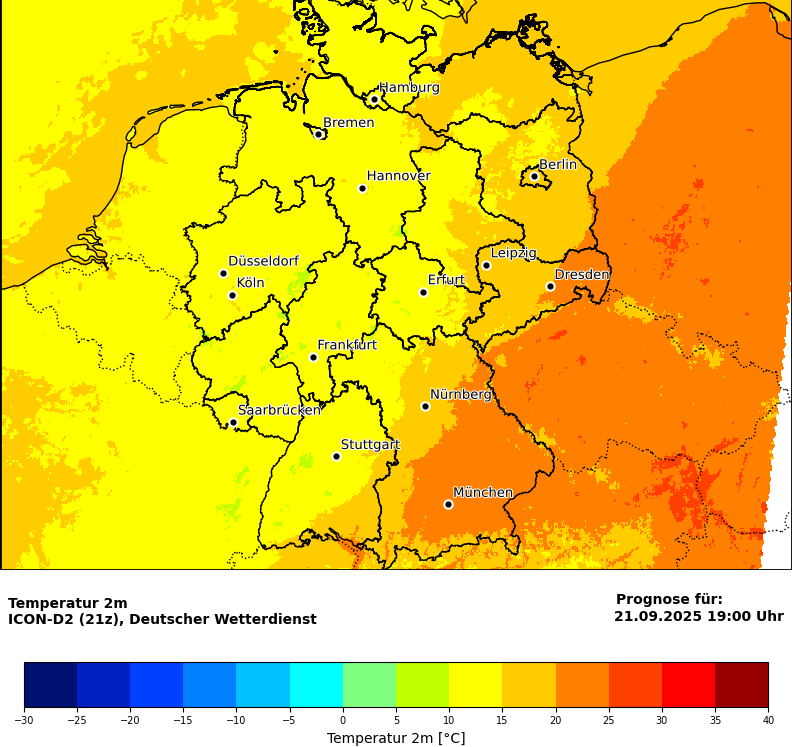 Hamburg
Bremen
Berlin
Hannover
Leipzig
Düsseldorf
Dresden
Köln
Erfurt
Frankfurt
Nürnberg
Saarbrücken
Stuttgart
München
Temperatur 2m
ICON-D2 (21z), Deutscher Wetterdienst
Prognose für:
21.09.2025 19:00 Uhr
−30 −25 −20 −15 −10 −5 0 5 10 15 20 25 30 35 40
Temperatur 2m [°C]